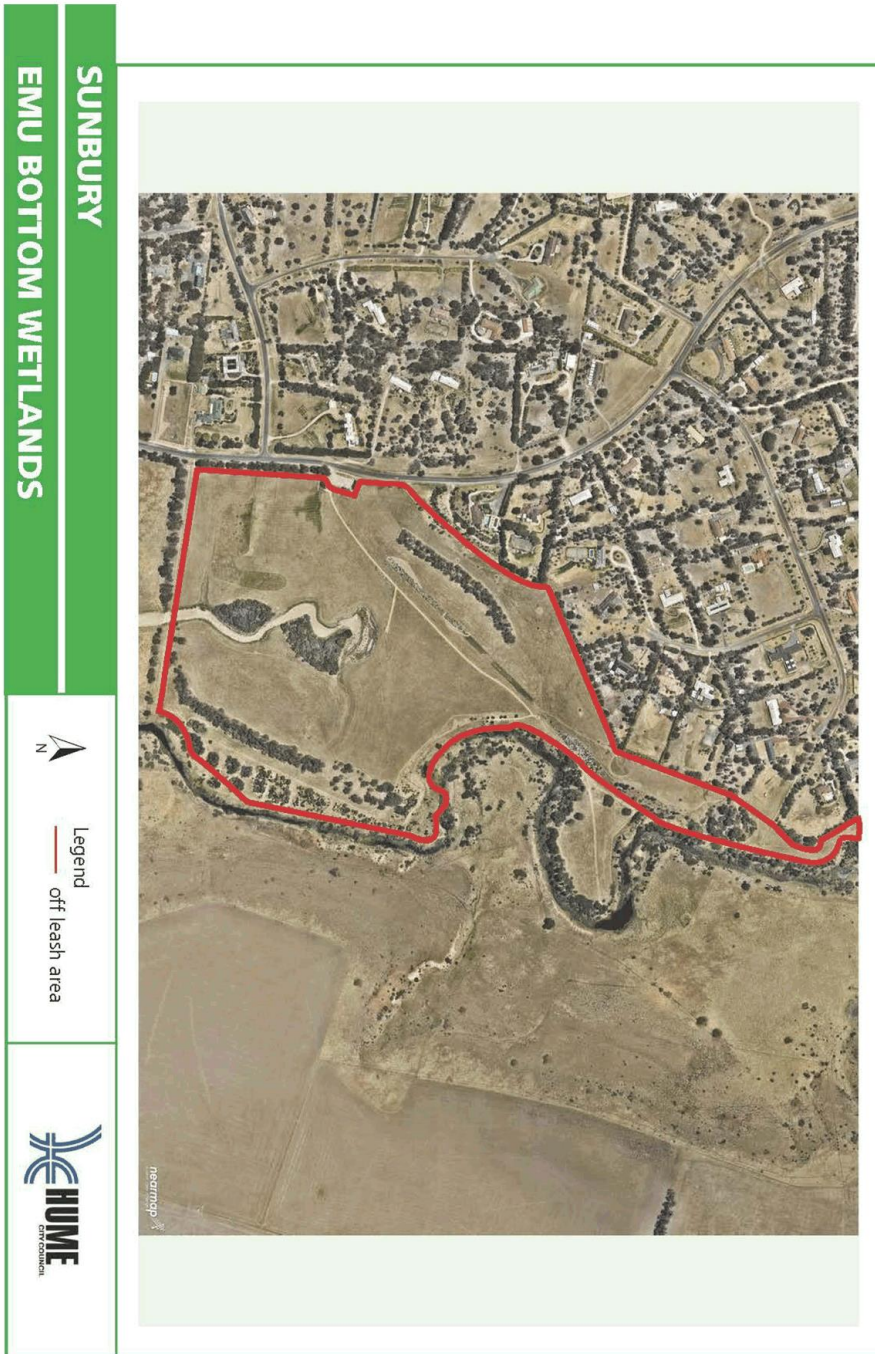 SUNBURY
EMU BOTTOM WETLANDS
N
Legend
off leash area
HUME
CITY COUNCIL
nearmap